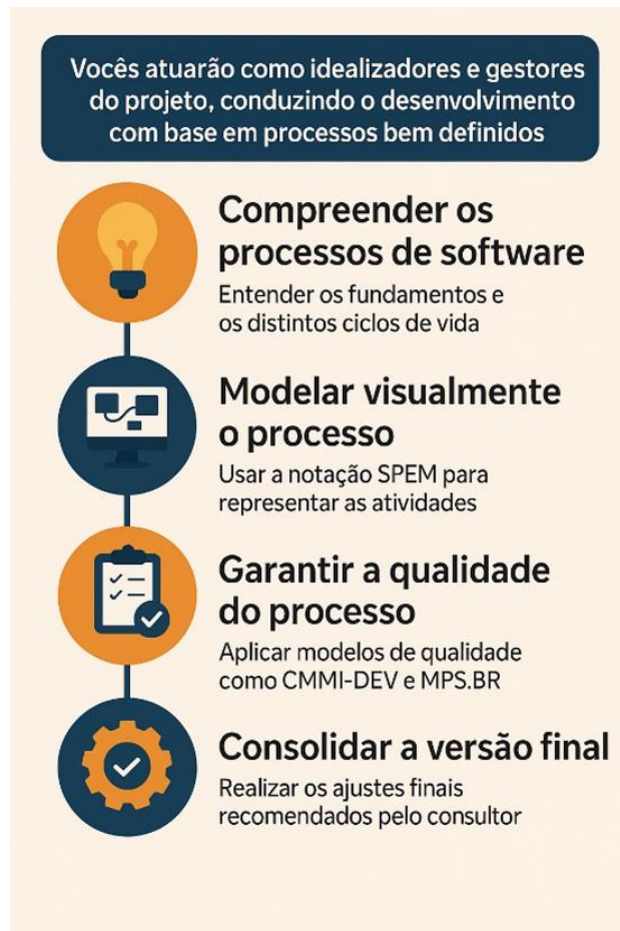 Vocês atuarão como idealizadores e gestores
do projeto, conduzindo o desenvolvimento
com base em processos bem definidos
Compreender os
processos de software
Entender os fundamentos e
os distintos ciclos de vida
Modelar visualmente
o processo
Usar a notação SPEM para
representar as atividades
Garantir a qualidade
do processo
Aplicar modelos de qualidade
como CMMI-DEV e MPS.BR
Consolidar a versão final
Realizar os ajustes finais
recomendados pelo consultor